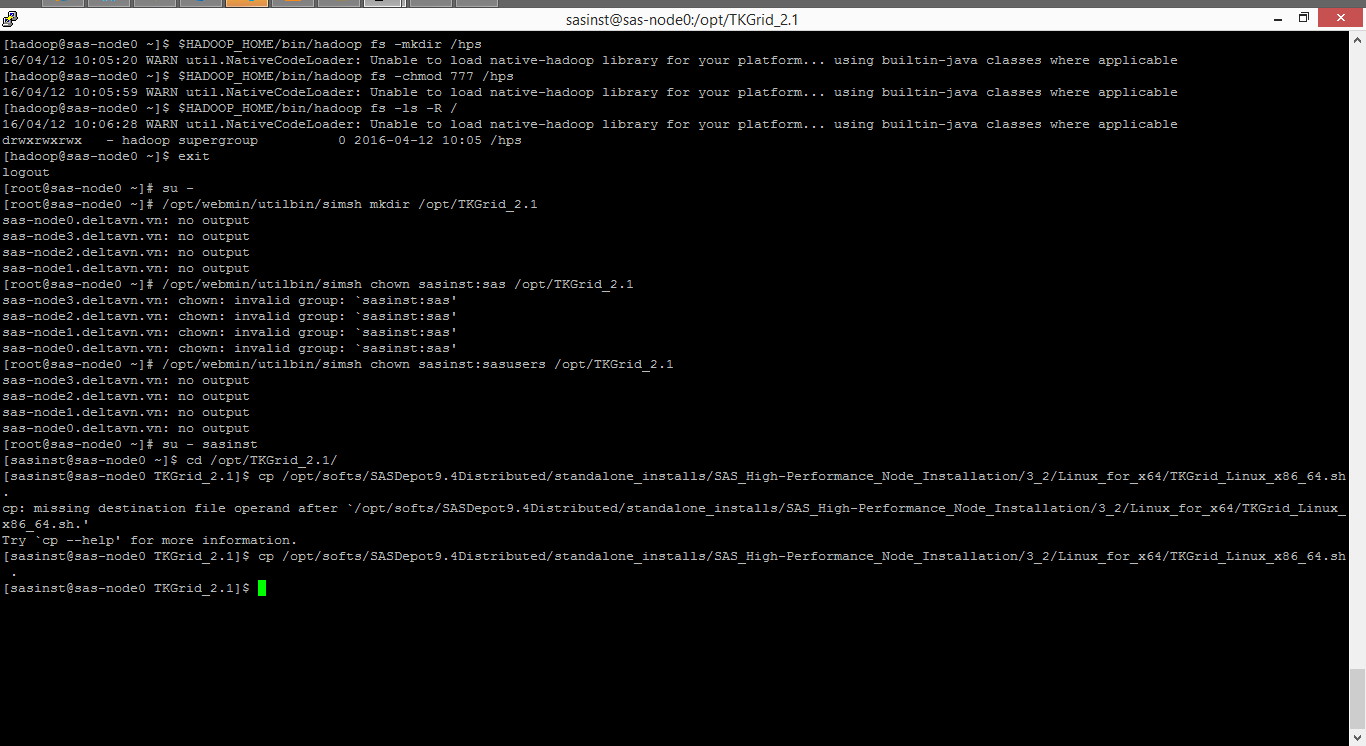 sasinst@sas-node0:/opt/TKGrid_2.1
[hadoop@sas-node0 ~]$ $HADOOP_HOME/bin/hadoop fs -mkdir /hps
16/04/12 10:05:20 WARN util.NativeCodeLoader: Unable to load native-hadoop library for your platform... using builtin-java classes where applicable
[hadoop@sas-node0 ~]$ $HADOOP_HOME/bin/hadoop fs -chmod 777 /hps
16/04/12 10:05:59 WARN util.NativeCodeLoader: Unable to load native-hadoop library for your platform... using builtin-java classes where applicable
[hadoop@sas-node0 ~]$ $HADOOP_HOME/bin/hadoop fs -ls -R /
16/04/12 10:06:28 WARN util.NativeCodeLoader: Unable to load native-hadoop library for your platform... using builtin-java classes where applicable
drwxrwxrwx   - hadoop supergroup          0 2016-04-12 10:05 /hps
[hadoop@sas-node0 ~]$ exit
logout
[root@sas-node0 ~]# su -
[root@sas-node0 ~]# /opt/webmin/utilbin/simsh mkdir /opt/TKGrid_2.1
sas-node0.deltavn.vn: no output
sas-node3.deltavn.vn: no output
sas-node2.deltavn.vn: no output
sas-node1.deltavn.vn: no output
[root@sas-node0 ~]# /opt/webmin/utilbin/simsh chown sasinst:sas /opt/TKGrid_2.1
sas-node3.deltavn.vn: chown: invalid group: `sasinst:sas'
sas-node2.deltavn.vn: chown: invalid group: `sasinst:sas'
sas-node1.deltavn.vn: chown: invalid group: `sasinst:sas'
sas-node0.deltavn.vn: chown: invalid group: `sasinst:sas'
[root@sas-node0 ~]# /opt/webmin/utilbin/simsh chown sasinst:sasusers /opt/TKGrid_2.1
sas-node3.deltavn.vn: no output
sas-node2.deltavn.vn: no output
sas-node1.deltavn.vn: no output
sas-node0.deltavn.vn: no output
[root@sas-node0 ~]# su - sasinst
[sasinst@sas-node0 ~]$ cd /opt/TKGrid_2.1/
[sasinst@sas-node0 TKGrid_2.1]$ cp /opt/softs/SASDepot9.4Distributed/standalone_installs/SAS_High-Performance_Node_Installation/3_2/Linux_for_x64/TKGrid_Linux_x86_64.sh
.
cp: missing destination file operand after `/opt/softs/SASDepot9.4Distributed/standalone_installs/SAS_High-Performance_Node_Installation/3_2/Linux_for_x64/TKGrid_Linux_
x86_64.sh.'
Try `cp --help' for more information.
[sasinst@sas-node0 TKGrid_2.1]$ cp /opt/softs/SASDepot9.4Distributed/standalone_installs/SAS_High-Performance_Node_Installation/3_2/Linux_for_x64/TKGrid_Linux_x86_64.sh
 .
[sasinst@sas-node0 TKGrid_2.1]$